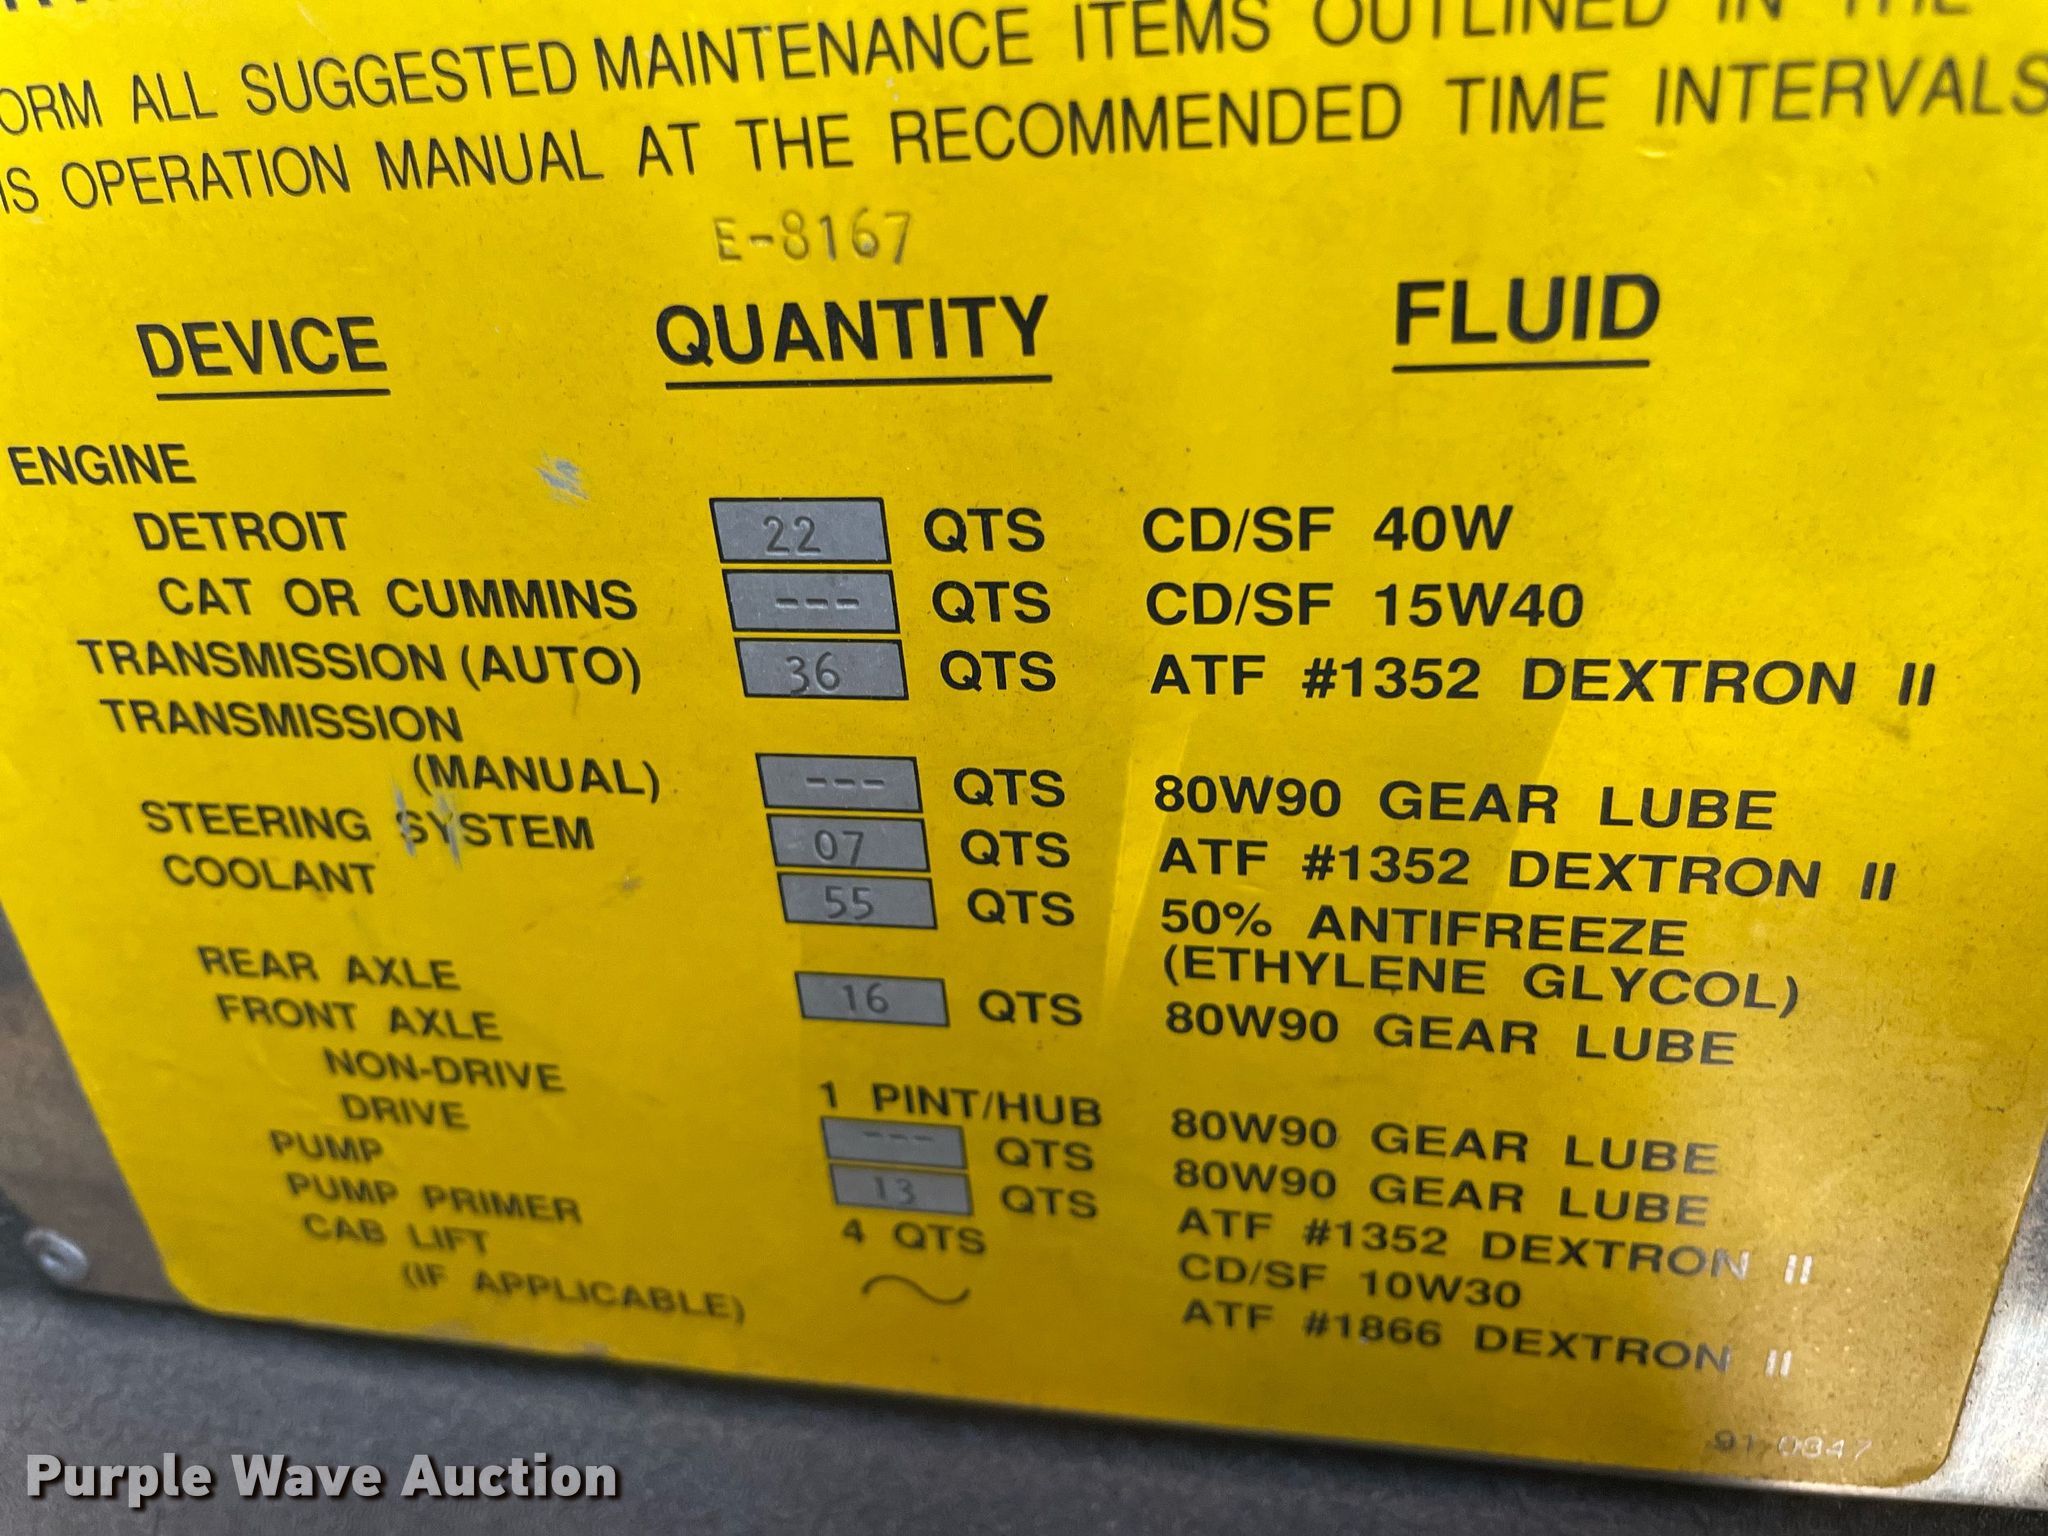 ORM ALL SUGGESTED MAINTENANCE ITEMS OUTLINED IN THE
IS OPERATION MANUAL AT THE RECOMMENDED TIME INTERVALS
E-8167
DEVICE QUANTITY FLUID
ENGINE
DETROIT 22 QTS CD/SF 40W
CAT OR CUMMINS --- QTS CD/SF 15W40
TRANSMISSION (AUTO) 36 QTS ATF #1352 DEXTRON II
TRANSMISSION
(MANUAL) --- QTS 80W90 GEAR LUBE
STEERING SYSTEM 07 QTS ATF #1352 DEXTRON II
COOLANT 55 QTS 50% ANTIFREEZE
(ETHYLENE GLYCOL)
REAR AXLE 16 QTS 80W90 GEAR LUBE
FRONT AXLE
NON-DRIVE 1 PINT/HUB 80W90 GEAR LUBE
DRIVE --- QTS 80W90 GEAR LUBE
PUMP 13 QTS ATF #1352 DEXTRON II
PUMP PRIMER 4 QTS CD/SF 10W30
CAB LIFT ~ ATF #1866 DEXTRON II
(IF APPLICABLE)
91-0347
Purple Wave Auction